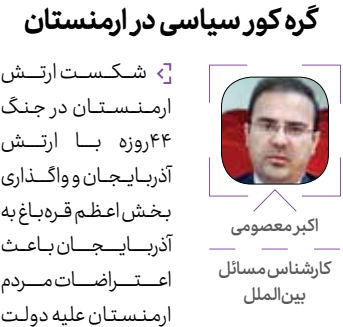 گره کور سیاسی در ارمنستان
شکست ارتش
ارمنستان در جنگ
۴۴روزه با ارتش
آذربایجان و واگذاری
بخش اعظم قره‌باغ به
آذربایجان باعث
اعتراضات مردم
ارمنستان علیه دولت
اکبر معصومی
کارشناس مسائل
بین‌الملل